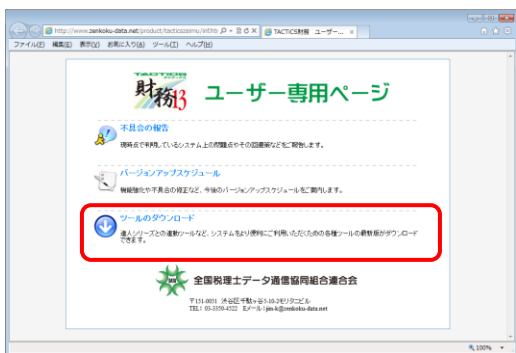 http://www.zenkoku-data.net/product/tacticszaimu/
TACTiCS財務 ユーザー...
ファイル(F) 編集(E) 表示(V) お気に入り(A) ツール(T) ヘルプ(H)
TACTICS
財務13 ユーザー専用ページ
不具合の報告
現時点で判明しているシステム上の問題点やその回避策などをご報告します。
バージョンアップスケジュール
機能強化や不具合の修正など、今後のバージョンアップスケジュールをご案内します。
ツールのダウンロード
達人シリーズとの連動ツールなど、システムをより便利にご利用いただくための各種ツールの最新版がダウンロード
できます。
全国税理士データ通信協同組合連合会
〒151-0051 渋谷区千駄ヶ谷5-10-9モリタニビル
TEL: 03-3350-4522 Eメール:jim-k@zenkoku-data.net
100%